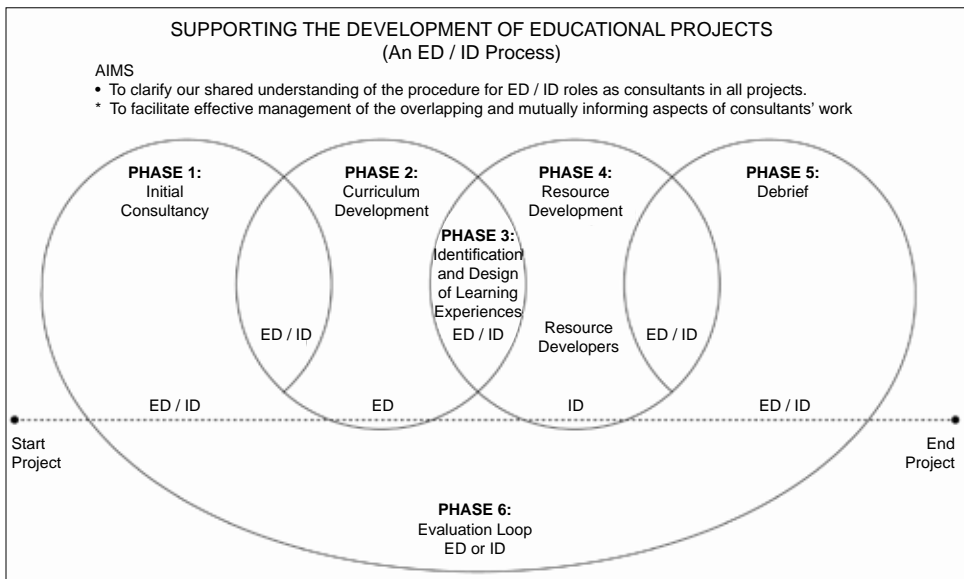 SUPPORTING THE DEVELOPMENT OF EDUCATIONAL PROJECTS
(An ED / ID Process)
AIMS
• To clarify our shared understanding of the procedure for ED / ID roles as consultants in all projects.
* To facilitate effective management of the overlapping and mutually informing aspects of consultants' work
PHASE 1:
Initial
Consultancy
PHASE 2:
Curriculum
Development
PHASE 4:
Resource
Development
PHASE 5:
Debrief
PHASE 3:
Identification
and Design
of Learning
Experiences
ED / ID
ED / ID
Resource
Developers
ED / ID
ED / ID
ED
ID
ED / ID
Start
Project
End
Project
PHASE 6:
Evaluation Loop
ED or ID